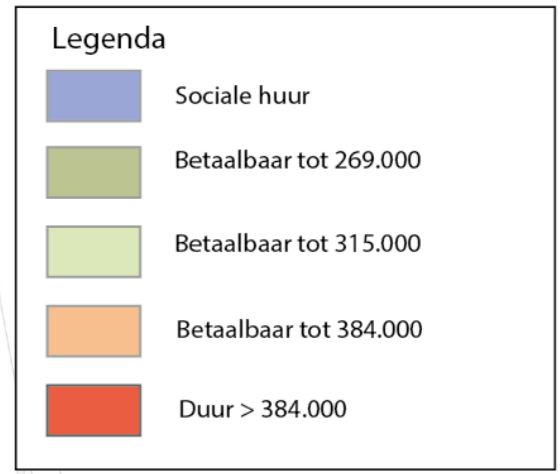 Legenda
Sociale huur
Betaalbaar tot 269.000
Betaalbaar tot 315.000
Betaalbaar tot 384.000
Duur > 384.000